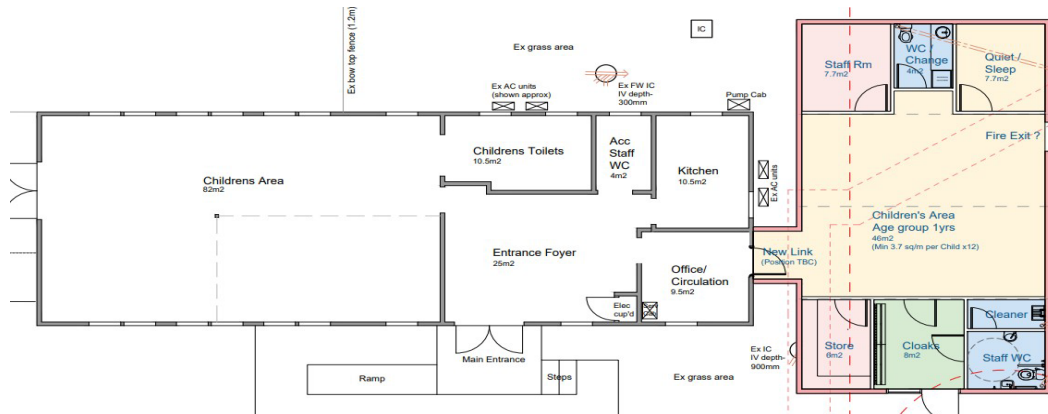 Ex bow top fence (1.2m)
Ex grass area
IC
Ex AC units
(shown approx)
Ex FW IC
IV depth-
300mm
Pump Cab
Staff Rm
7.7m2
WC /
Change
4m2
Quiet /
Sleep
7.7m2
Fire Exit ?
Childrens Area
82m2
Childrens Toilets
10.5m2
Acc
Staff
WC
4m2
Kitchen
10.5m2
Ex AC units
Children's Area
Age group 1yrs
46m2
(Min 3.7 sq/m per Child x12)
Entrance Foyer
25m2
Office/
Circulation
9.5m2
New Link
(Position TBC)
Elec
cup'd
Main Entrance
Ramp
Steps
Ex grass area
Ex IC
IV depth-
900mm
Store
6m2
Cloaks
8m2
Cleaner
Staff WC